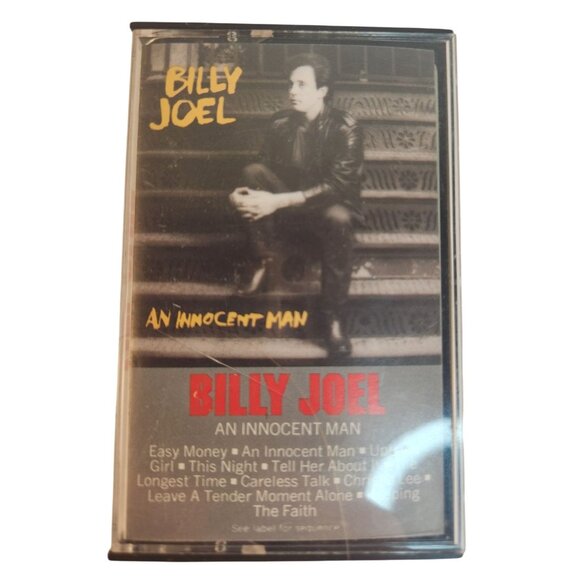 BILLY
JOEL
AN INNOCENT MAN
BILLY JOEL
AN INNOCENT MAN
Easy Money ▪ An Innocent Man ▪
Girl ▪ This Night ▪ Tell Her About
Longest Time ▪ Careless Talk ▪
Leave A Tender Moment Alone ▪
The Faith
See label for sequence